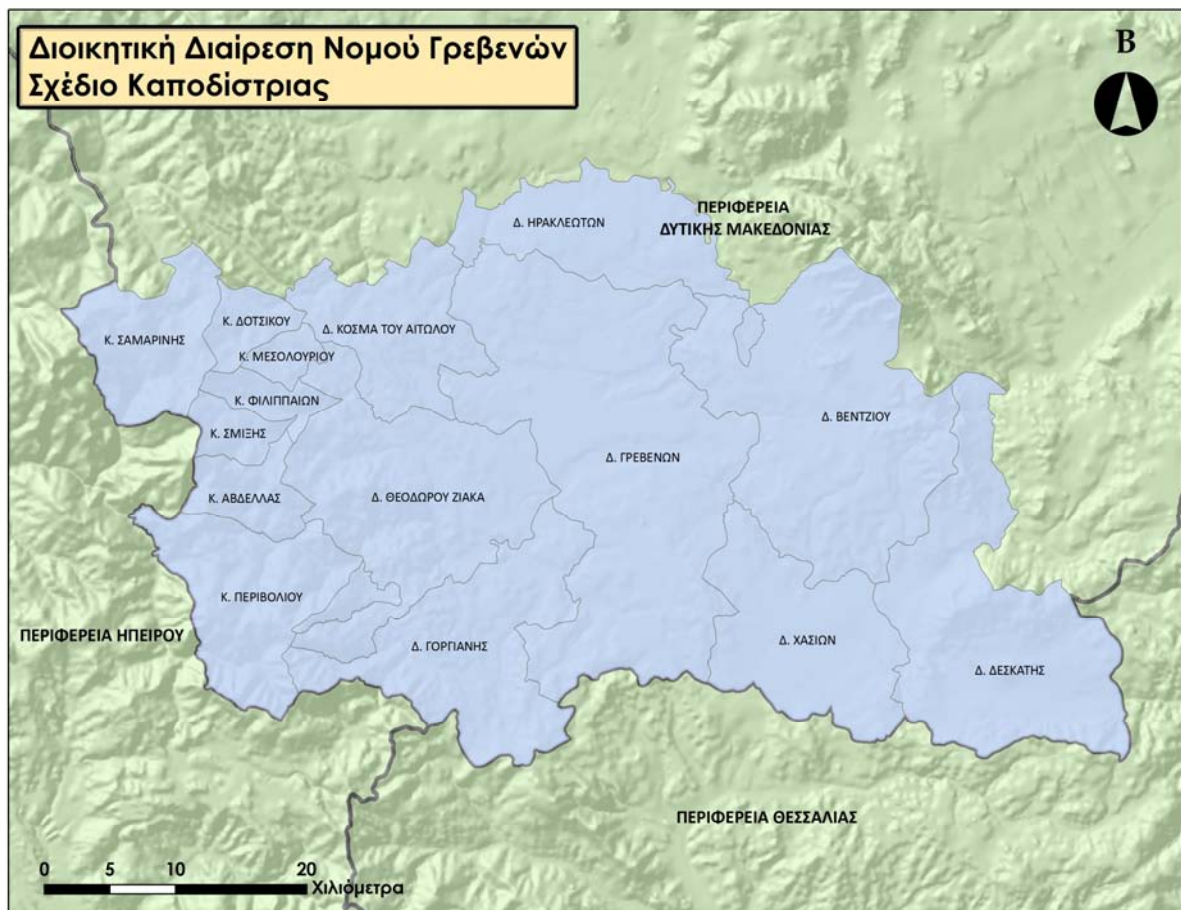 Διοικητική Διαίρεση Νομού Γρεβενών
Σχέδιο Καποδίστριας
Β
ΠΕΡΙΦΕΡΕΙΑ
ΔΥΤΙΚΗΣ ΜΑΚΕΔΟΝΙΑΣ
Δ. ΗΡΑΚΛΕΩΤΩΝ
Κ. ΔΟΤΣΙΚΟΥ
Δ. ΚΟΣΜΑ ΤΟΥ ΑΙΤΩΛΟΥ
Κ. ΣΑΜΑΡΙΝΗΣ
Κ. ΜΕΣΟΛΟΥΡΙΟΥ
Κ. ΦΙΛΙΠΠΑΙΩΝ
Δ. ΒΕΝΤΖΙΟΥ
Κ. ΣΜΙΞΗΣ
Δ. ΓΡΕΒΕΝΩΝ
Κ. ΑΒΔΕΛΛΑΣ
Δ. ΘΕΟΔΩΡΟΥ ΖΙΑΚΑ
Κ. ΠΕΡΙΒΟΛΙΟΥ
ΠΕΡΙΦΕΡΕΙΑ ΗΠΕΙΡΟΥ
Δ. ΓΟΡΓΙΑΝΗΣ
Δ. ΧΑΣΙΩΝ
Δ. ΔΕΣΚΑΤΗΣ
ΠΕΡΙΦΕΡΕΙΑ ΘΕΣΣΑΛΙΑΣ
0 5 10 20
Χιλιόμετρα